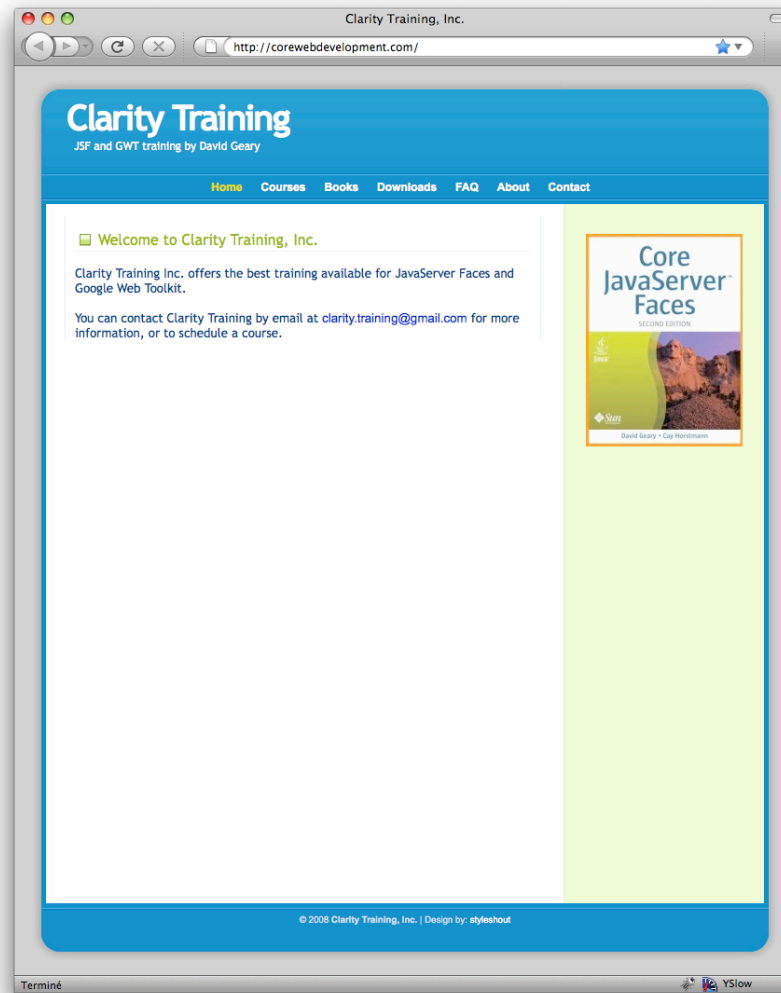 Clarity Training, Inc.
http://corewebdevelopment.com/
Clarity Training
JSF and GWT training by David Geary
Home Courses Books Downloads FAQ About Contact
Welcome to Clarity Training, Inc.
Clarity Training Inc. offers the best training available for JavaServer Faces and
Google Web Toolkit.
You can contact Clarity Training by email at clarity.training@gmail.com for more
information, or to schedule a course.
Core
JavaServer™
Faces
SECOND EDITION
Java
Sun
David Geary • Cay Horstmann
© 2008 Clarity Training, Inc. | Design by: styleshout
Terminé
YSlow